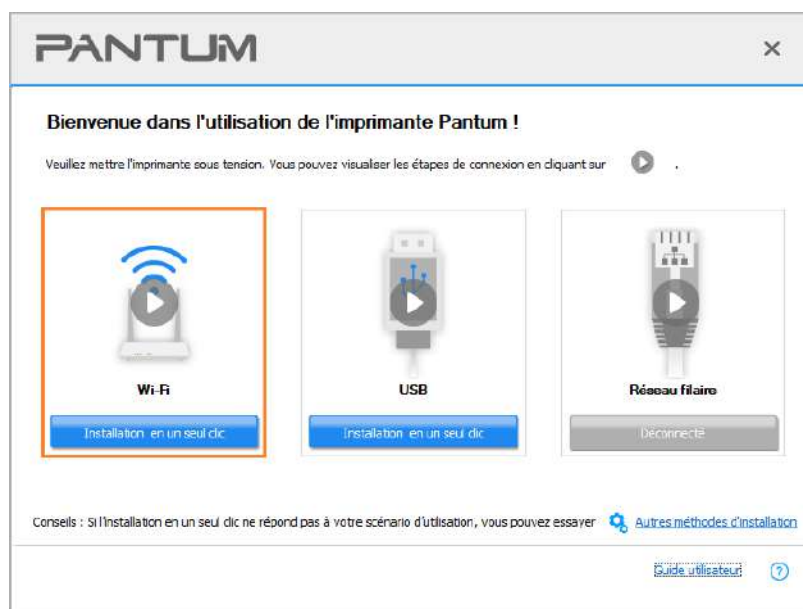 PANTUM
Bienvenue dans l'utilisation de l'imprimante Pantum !
Veuillez mettre l'imprimante sous tension. Vous pouvez visualiser les étapes de connexion en cliquant sur .
Wi-Fi
USB
Réseau filaire
Installation en un seul clic
Installation en un seul clic
Déconnecté
Conseils : Si l'installation en un seul clic ne répond pas à votre scénario d'utilisation, vous pouvez essayer Autres méthodes d'installation
Guide utilisateur ?